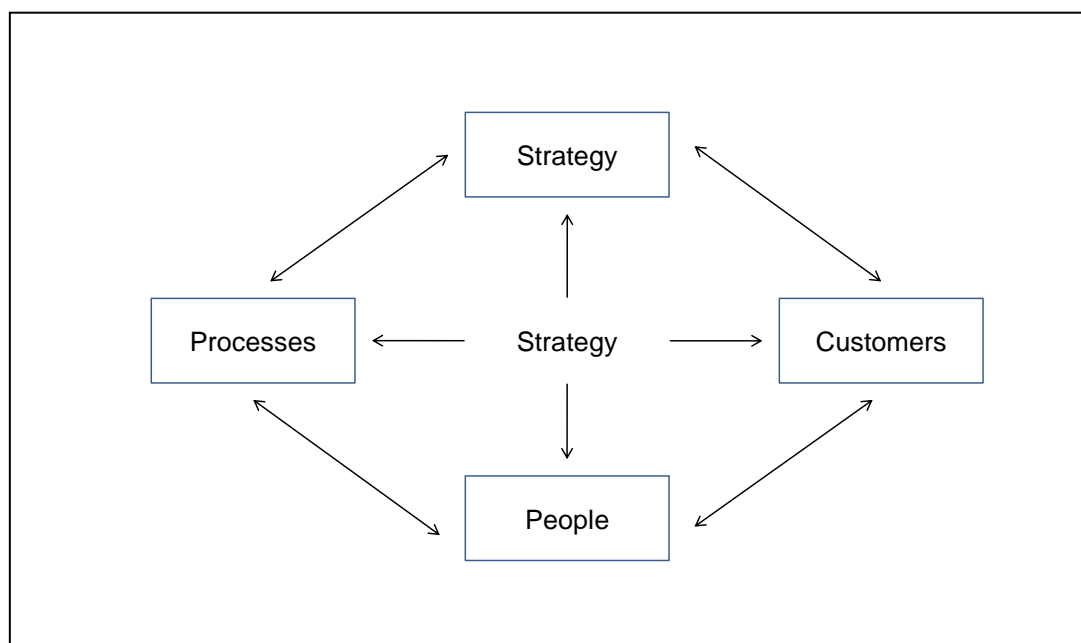 Strategy
Processes
Strategy
Customers
People